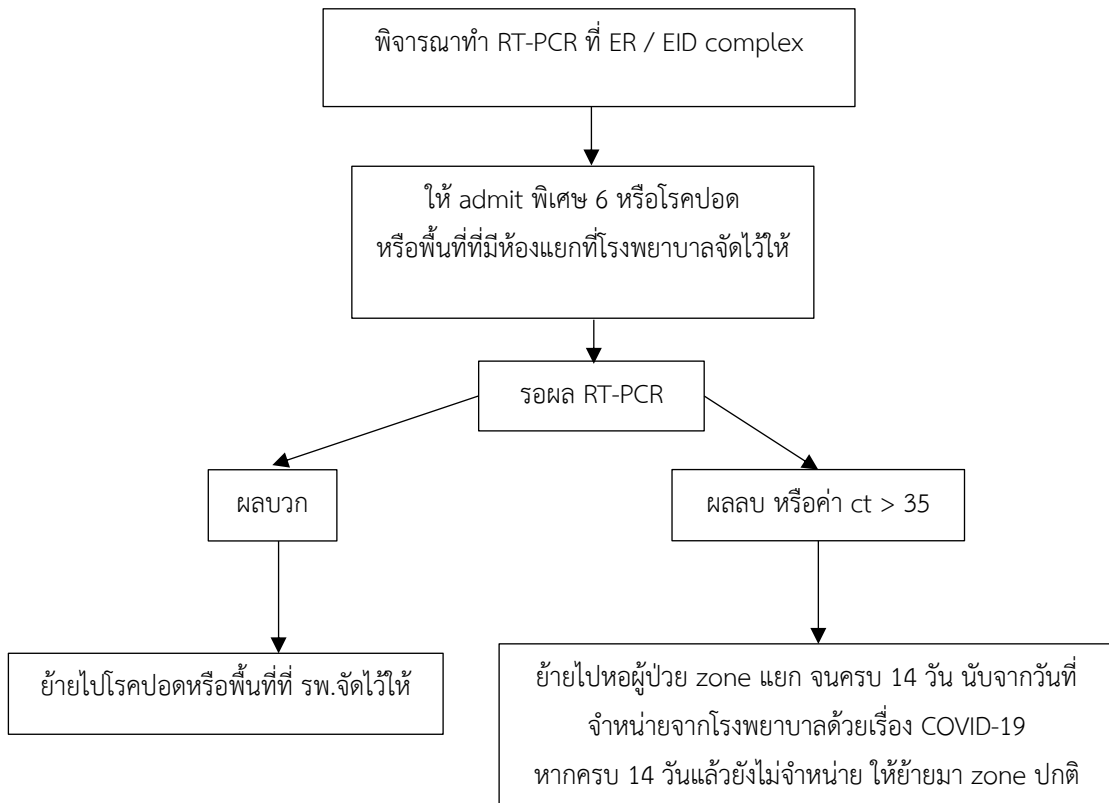 พิจารณาทำ RT-PCR ที่ ER / EID complex
ให้ admit พิเศษ 6 หรือโรคปอด
หรือพื้นที่ที่มีห้องแยกที่โรงพยาบาลจัดไว้ให้
รอผล RT-PCR
ผลบวก
ผลลบ หรือค่า ct > 35
ย้ายไปโรคปอดหรือพื้นที่ที่ รพ.จัดไว้ให้
ย้ายไปหอผู้ป่วย zone แยก จนครบ 14 วัน นับจากวันที่
จำหน่ายจากโรงพยาบาลด้วยเรื่อง COVID-19
หากครบ 14 วันแล้วยังไม่จำหน่าย ให้ย้ายมา zone ปกติ